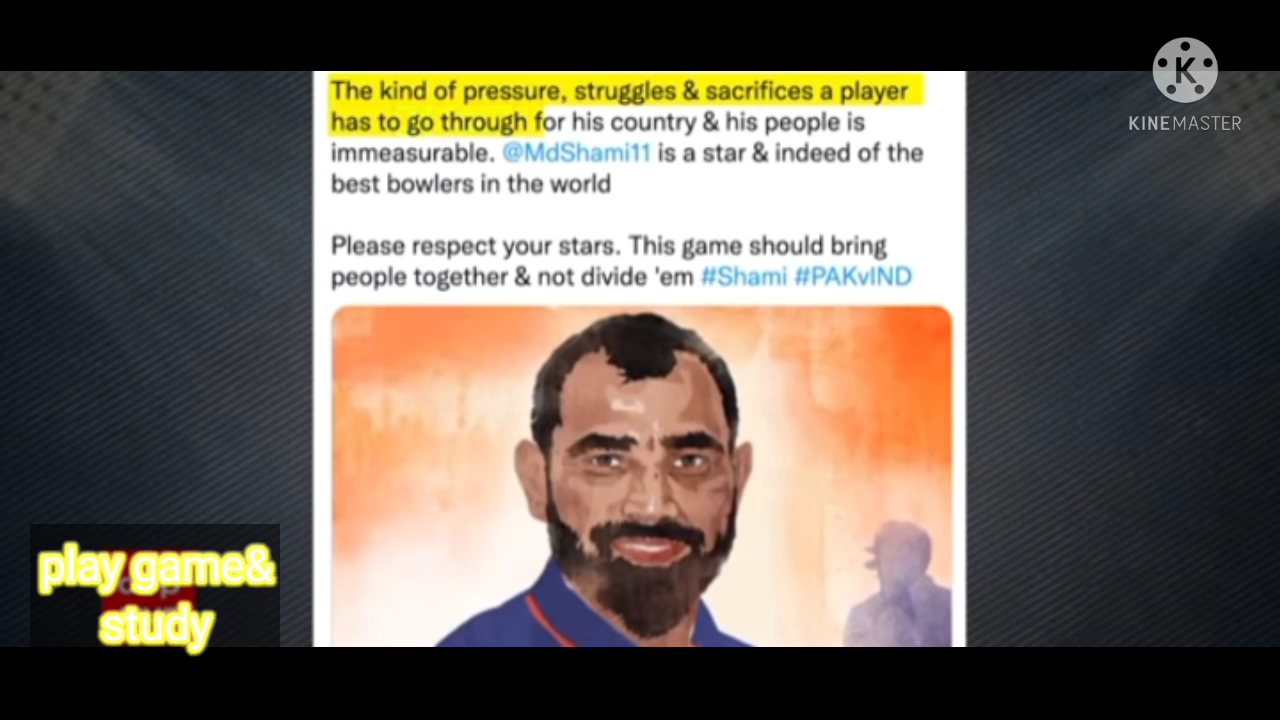 The kind of pressure, struggles & sacrifices a player
has to go through for his country & his people is
immeasurable. @MdShami11 is a star & indeed of the
best bowlers in the world
Please respect your stars. This game should bring
people together & not divide 'em #Shami #PAKvIND
K
KINEMASTER
play game&
study